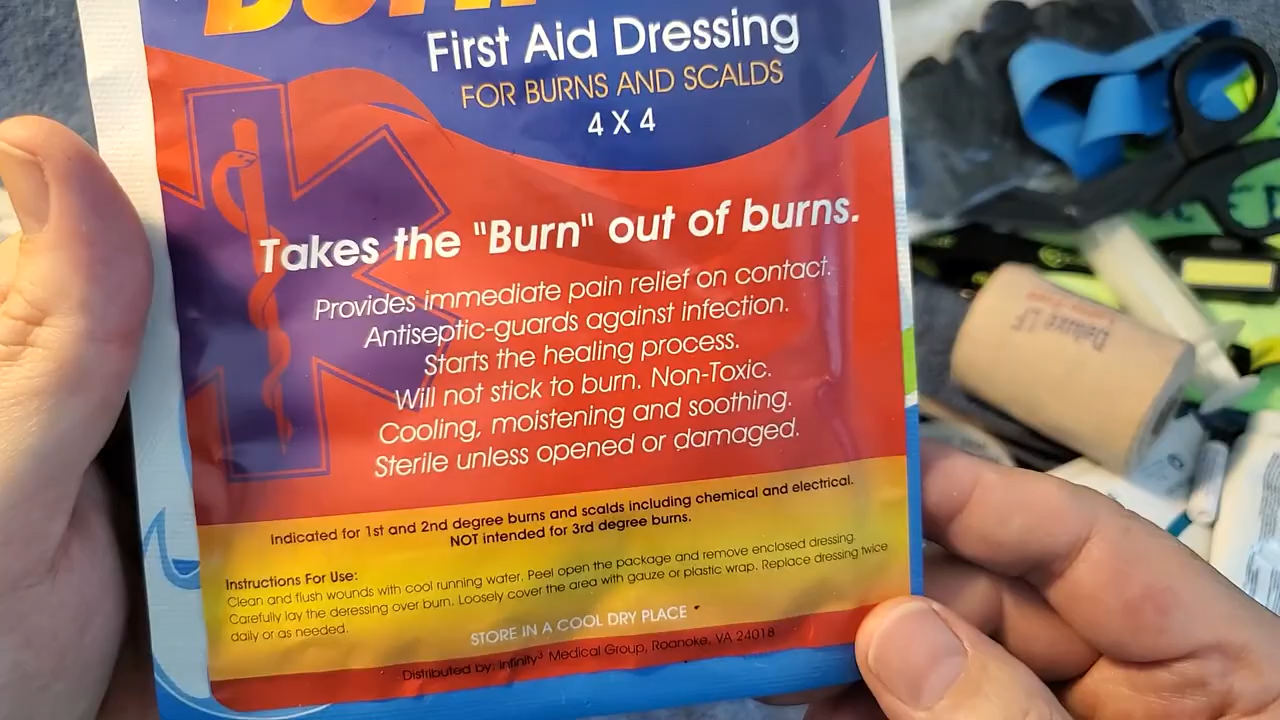 First Aid Dressing
FOR BURNS AND SCALDS
4 X 4
Takes the "Burn" out of burns.
Provides immediate pain relief on contact.
Antiseptic-guards against infection.
Starts the healing process.
Will not stick to burn. Non-Toxic.
Cooling, moistening and soothing.
Sterile unless opened or damaged.
Indicated for 1st and 2nd degree burns and scalds including chemical and electrical.
NOT intended for 3rd degree burns.
Instructions For Use:
Clean and flush wounds with cool running water. Peel open the package and remove enclosed dressing.
Carefully lay the deressing over burn. Loosely cover the area with gauze or plastic wrap. Replace dressing twice
daily or as needed.
STORE IN A COOL DRY PLACE
Distributed by: Infinity³ Medical Group, Roanoke, VA 24018
Deluxe LF